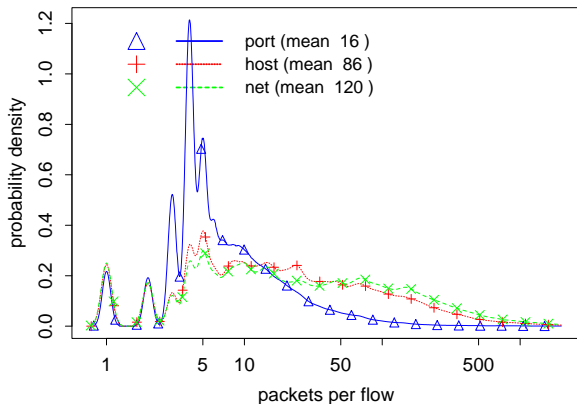 port (mean 16 )
host (mean 86 )
net (mean 120 )
probability density
1.2
1.0
0.8
0.6
0.4
0.2
0.0
1 5 10 50 500
packets per flow